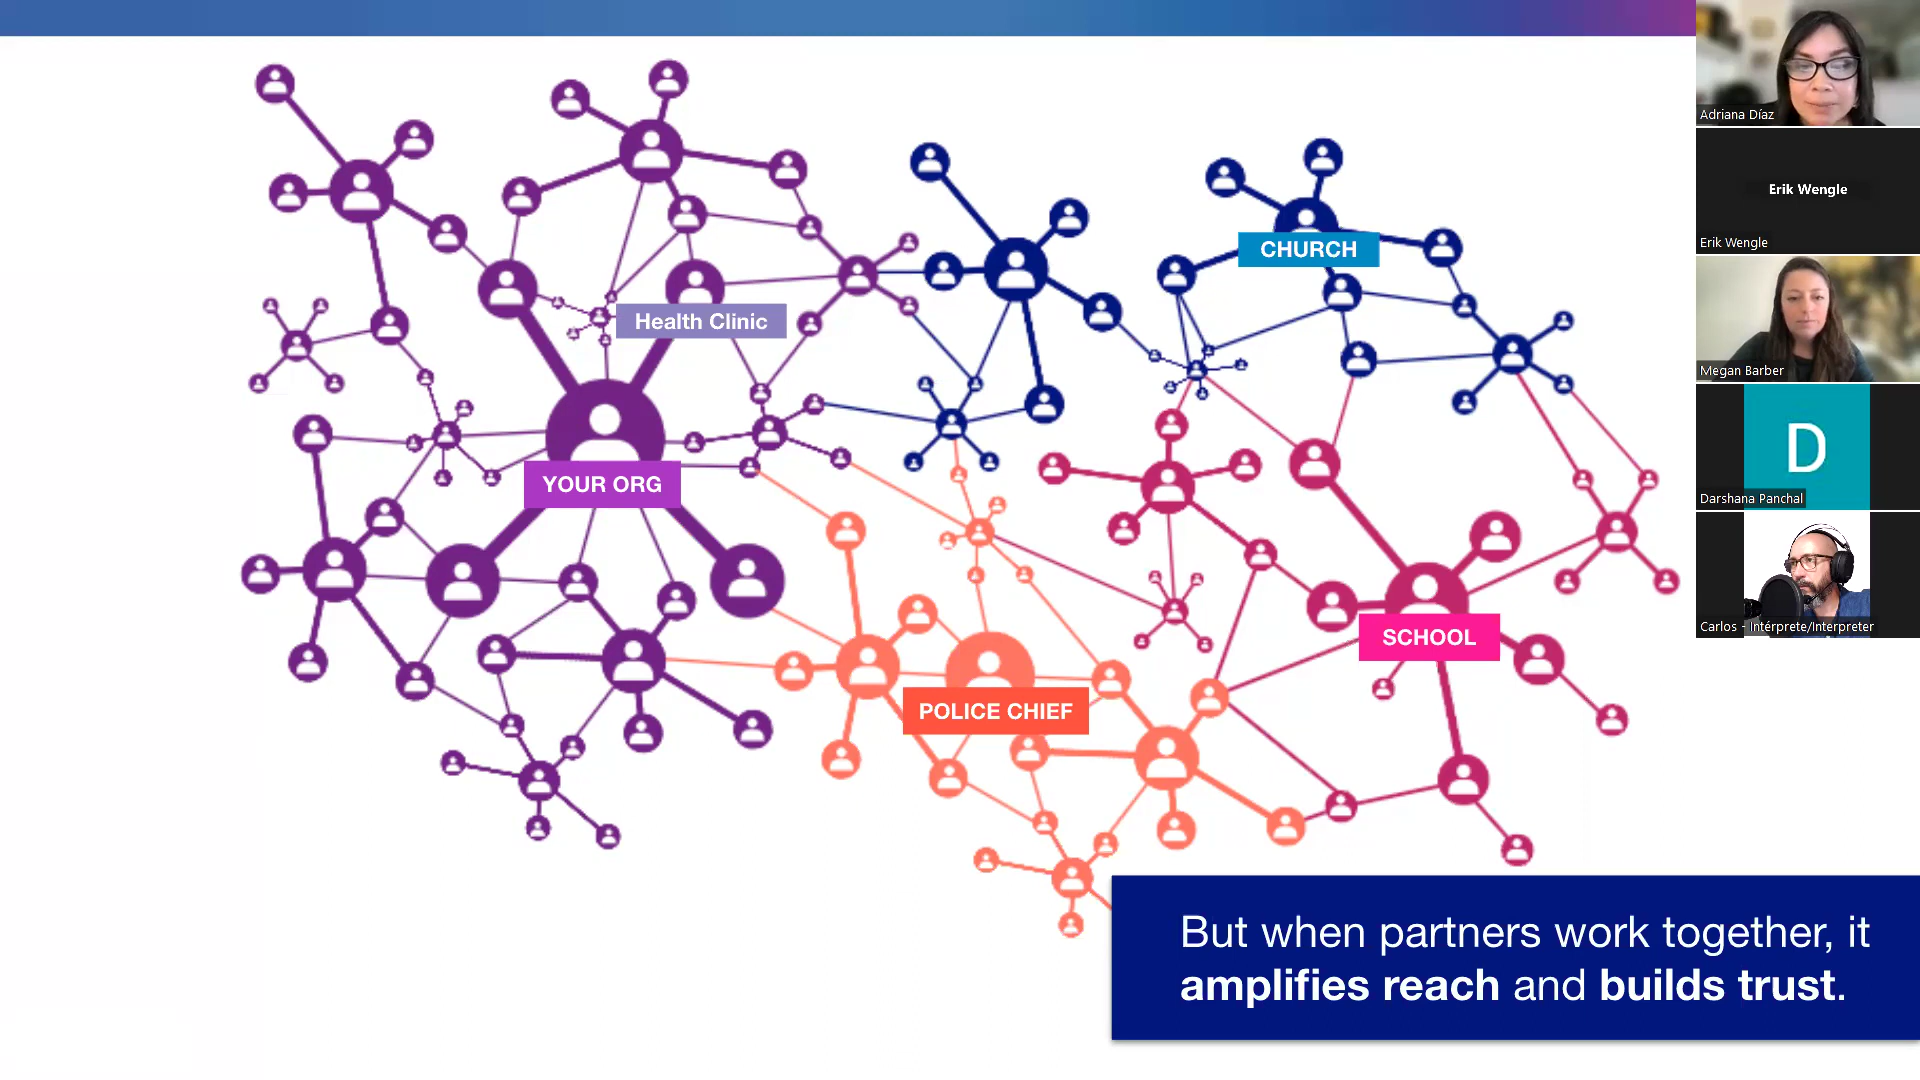 CHURCH
Health Clinic
YOUR ORG
SCHOOL
POLICE CHIEF
But when partners work together, it
amplifies reach and builds trust.
Adriana Díaz
Erik Wengle
Erik Wengle
Megan Barber
D
Darshana Panchal
Carlos - Intérprete/Interpreter